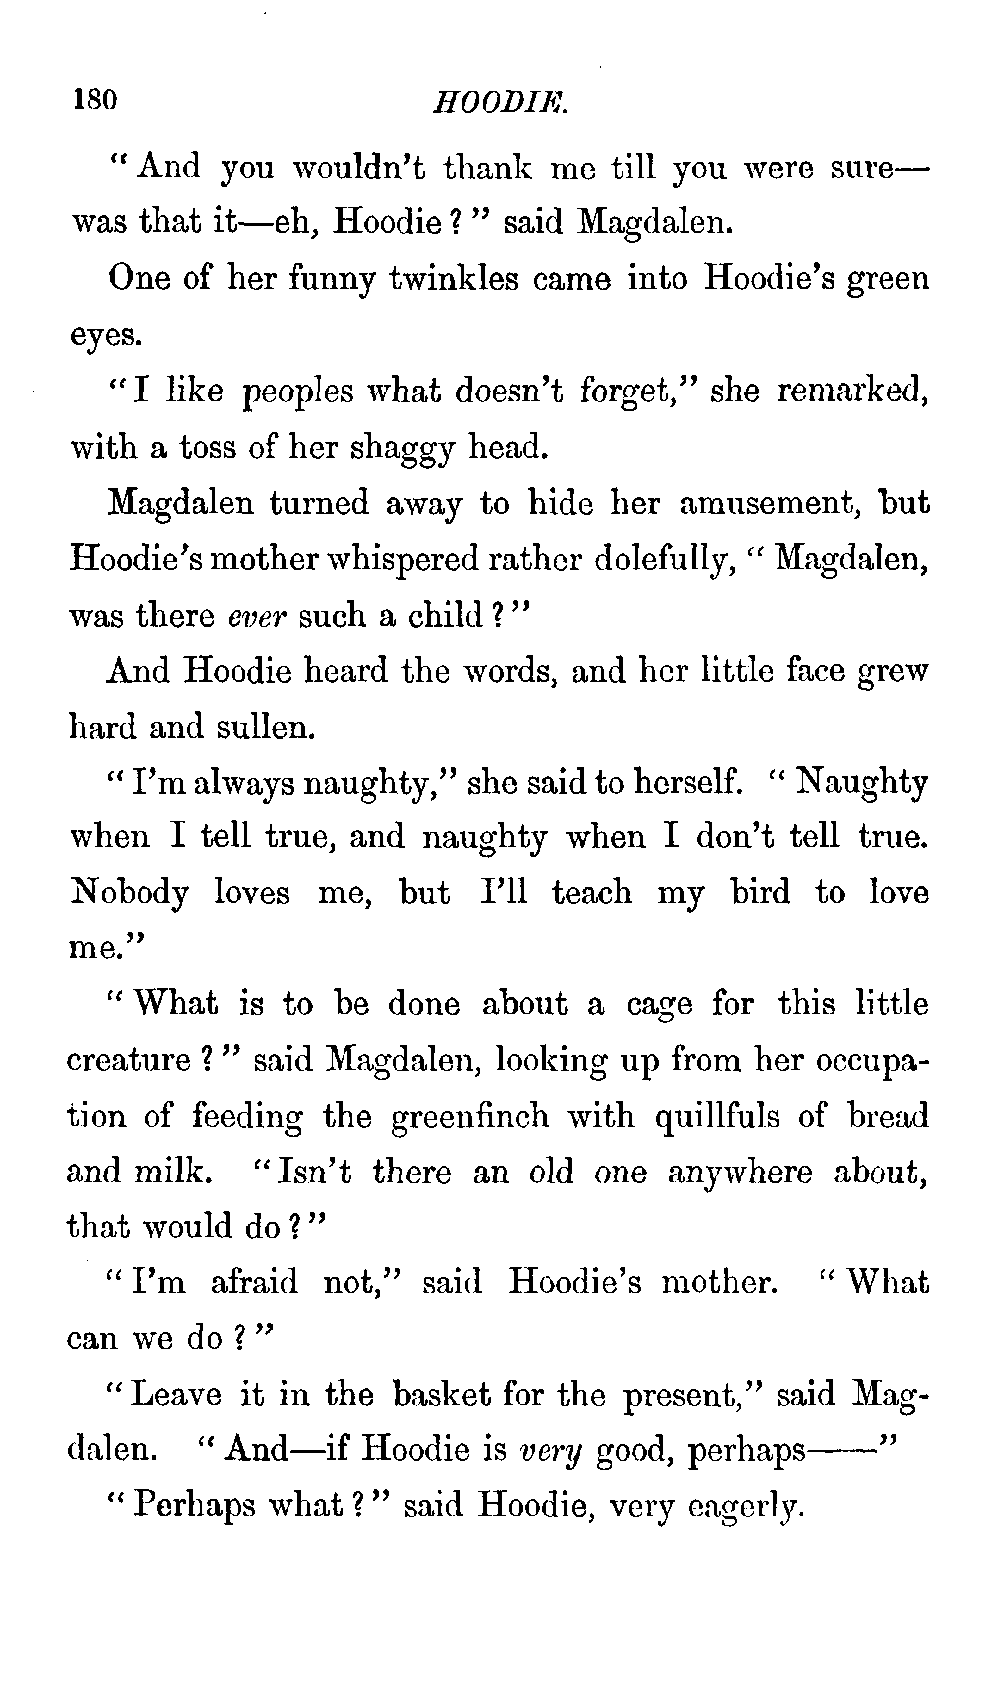 180 HOODIE.
“ And you wouldn’t thank me till you were sure—
was that it—eh, Hoodie ? ” said Magdalen.
One of her funny twinkles came into Hoodie’s green
eyes.
“ I like peoples what doesn’t forget,” she remarked,
with a toss of her shaggy head.
Magdalen turned away to hide her amusement, but
Hoodie’s mother whispered rather dolefully, “ Magdalen,
was there ever such a child ? ”
And Hoodie heard the words, and her little face grew
hard and sullen.
“ I’m always naughty,” she said to herself. “ Naughty
when I tell true, and naughty when I don’t tell true.
Nobody loves me, but I’ll teach my bird to love
me.”
“ What is to be done about a cage for this little
creature ? ” said Magdalen, looking up from her occupa-
tion of feeding the greenfinch with quillfuls of bread
and milk. “ Isn’t there an old one anywhere about,
that would do ? ”
“ I’m afraid not,” said Hoodie’s mother. “ What
can we do ? ”
“ Leave it in the basket for the present,” said Mag-
dalen. “ And—if Hoodie is very good, perhaps——”
“ Perhaps what ? ” said Hoodie, very eagerly.